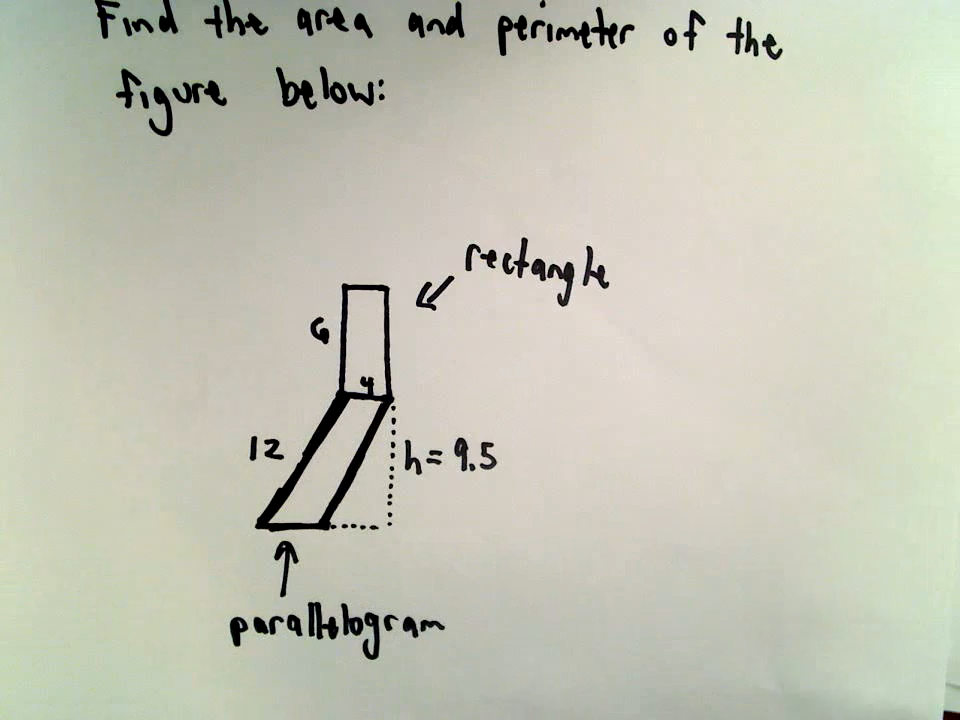 Find the area and perimeter of the
figure below:
rectangle
6
4
12
h = 9.5
parallelogram